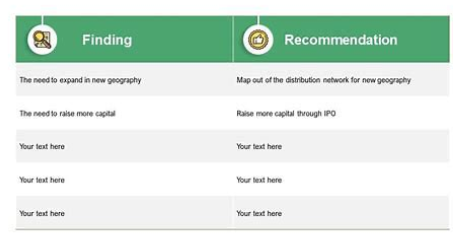 Finding
Recommendation
The need to expand in new geography
Map out of the distribution network for new geography
The need to raise more capital
Raise more capital through IPO
Your text here
Your text here
Your text here
Your text here
Your text here
Your text here